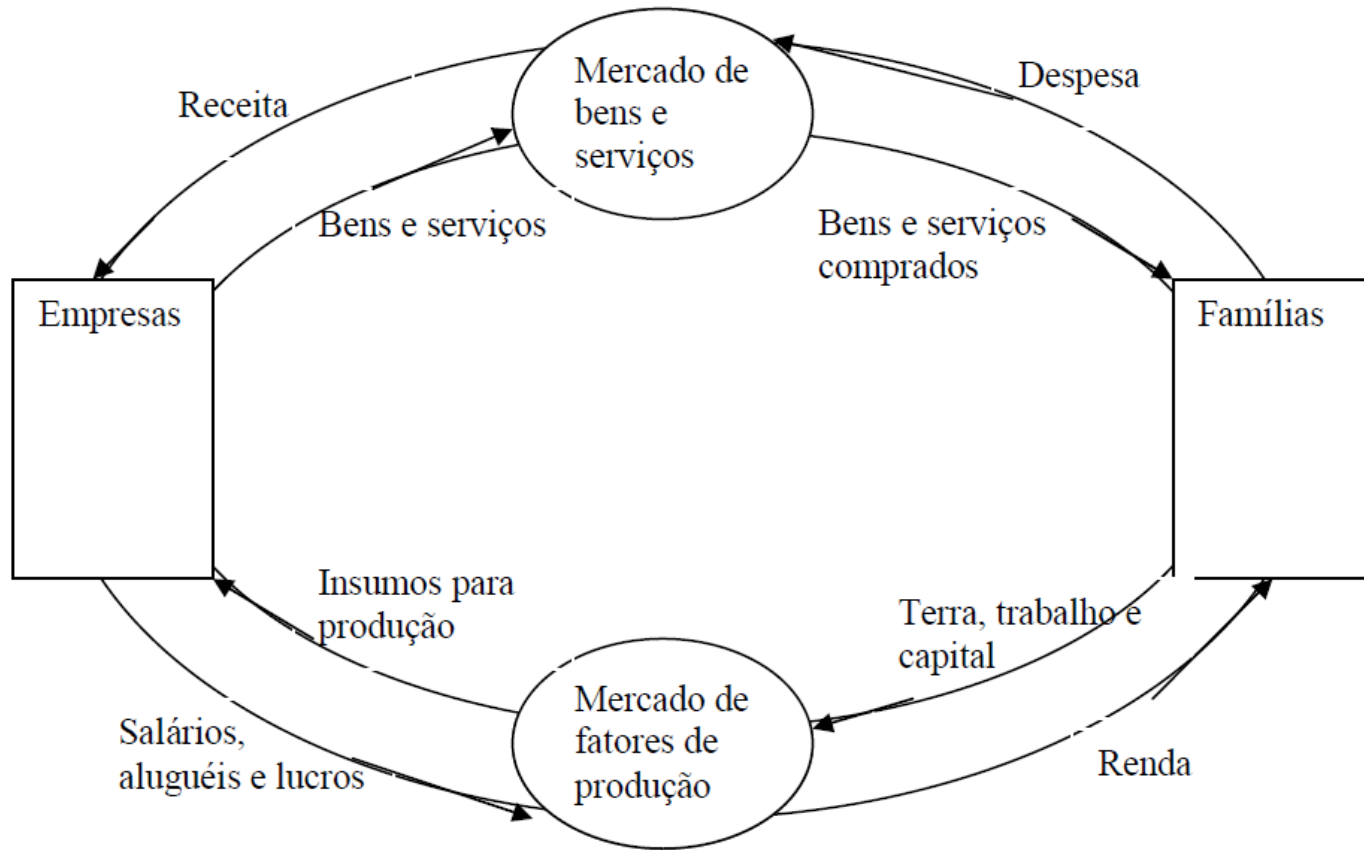 Mercado de
bens e
serviços
Despesa
Receita
Bens e serviços
Bens e serviços
comprados
Empresas
Famílias
Insumos para
produção
Terra, trabalho e
capital
Mercado de
fatores de
produção
Salários,
aluguéis e lucros
Renda